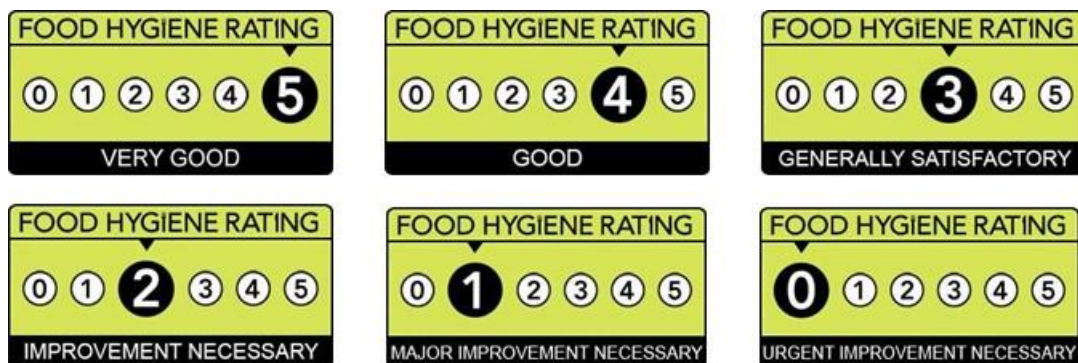 FOOD HYGIENE RATING
0 1 2 3 4 5
VERY GOOD
FOOD HYGIENE RATING
0 1 2 3 4 5
GOOD
FOOD HYGIENE RATING
0 1 2 3 4 5
GENERALLY SATISFACTORY
FOOD HYGIENE RATING
0 1 2 3 4 5
IMPROVEMENT NECESSARY
FOOD HYGIENE RATING
0 1 2 3 4 5
MAJOR IMPROVEMENT NECESSARY
FOOD HYGIENE RATING
0 1 2 3 4 5
URGENT IMPROVEMENT NECESSARY